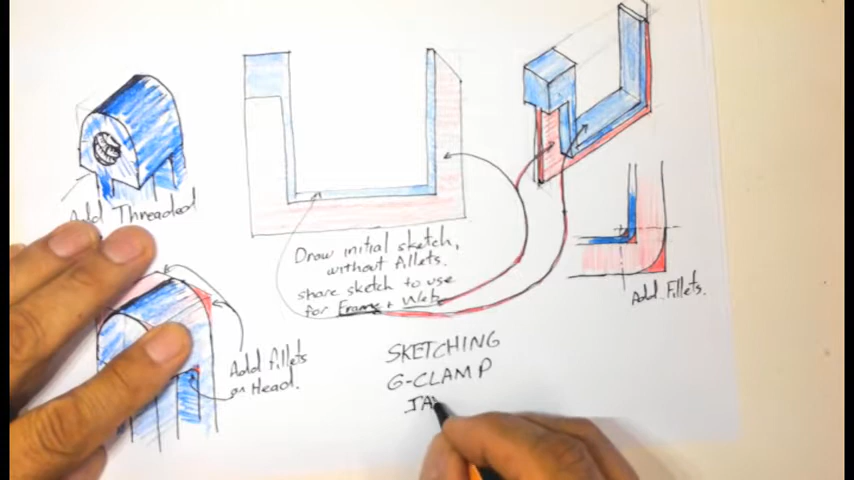 Add Threaded
Draw initial sketch,
without fillets.
share sketch to use
for Frame + Web
Add Fillets.
Add fillets
on Head.
SKETCHING
G-CLAMP
JA